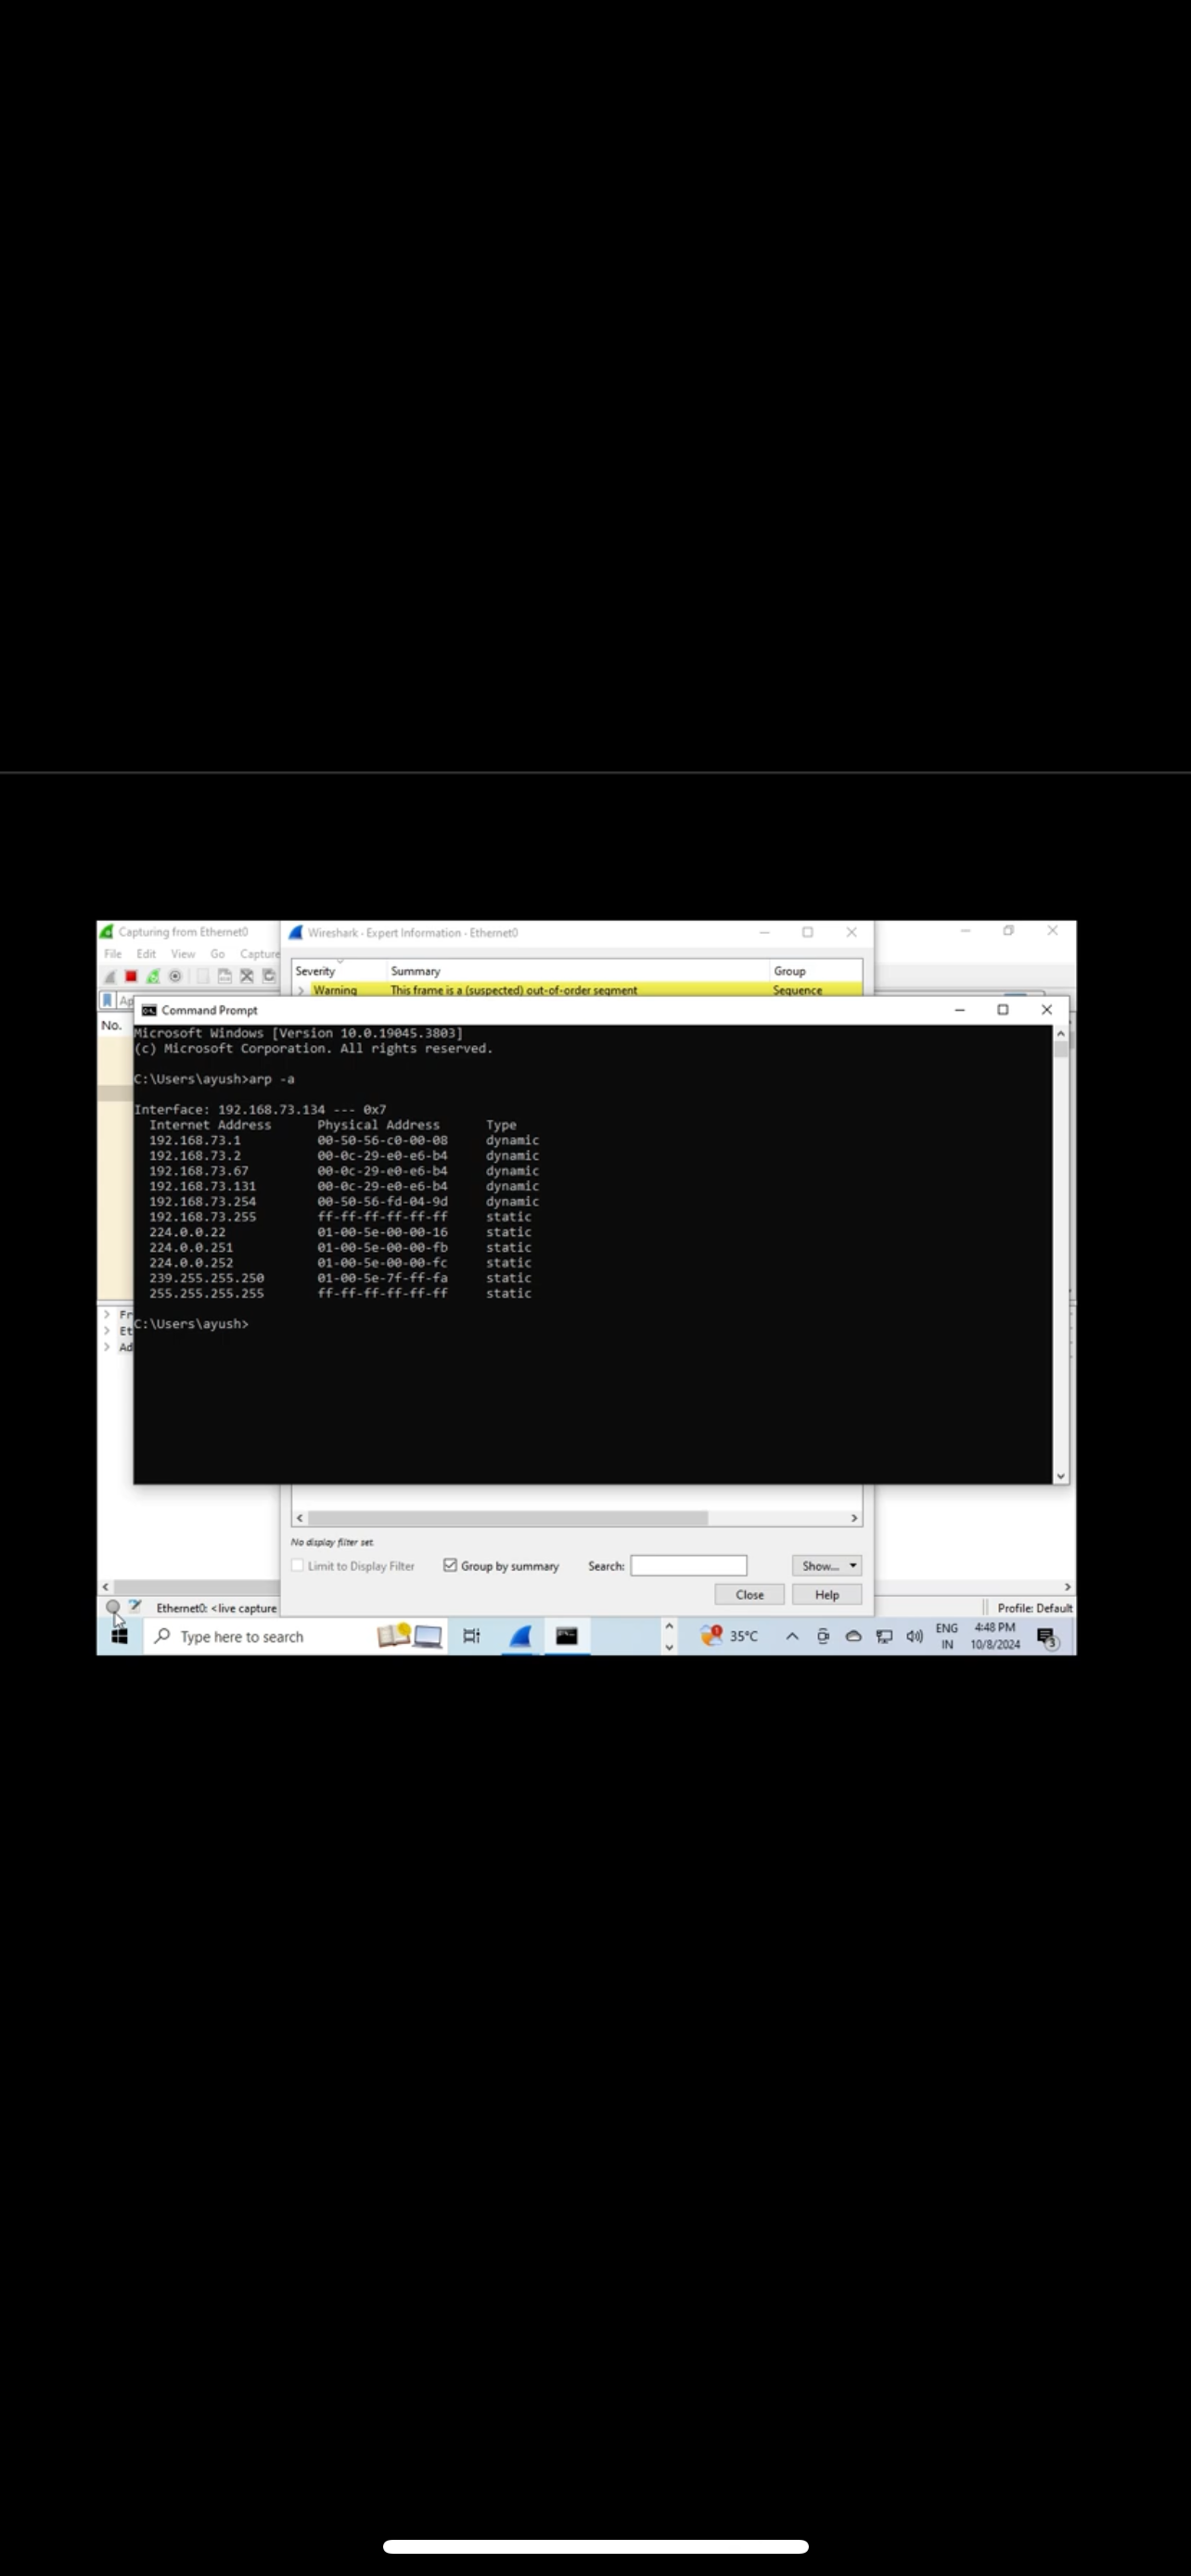 Capturing from Ethernet0
File Edit View Go Capture
Wireshark · Expert Information · Ethernet0
Severity Summary Group
Warning This frame is a (suspected) out-of-order segment Sequence
Ap
No.
Command Prompt
Microsoft Windows [Version 10.0.19045.3803]
(c) Microsoft Corporation. All rights reserved.
C:\Users\ayush>arp -a
Interface: 192.168.73.134 --- 0x7
Internet Address Physical Address Type
192.168.73.1 00-50-56-c0-00-08 dynamic
192.168.73.2 00-0c-29-e0-e6-b4 dynamic
192.168.73.67 00-0c-29-e0-e6-b4 dynamic
192.168.73.131 00-0c-29-e0-e6-b4 dynamic
192.168.73.254 00-50-56-fd-04-9d dynamic
192.168.73.255 ff-ff-ff-ff-ff-ff static
224.0.0.22 01-00-5e-00-00-16 static
224.0.0.251 01-00-5e-00-00-fb static
224.0.0.252 01-00-5e-00-00-fc static
239.255.255.250 01-00-5e-7f-ff-fa static
255.255.255.255 ff-ff-ff-ff-ff-ff static
C:\Users\ayush>
Fr
Et
Ad
No display filter set.
Limit to Display Filter Group by summary Search: Show...
Close Help
Ethernet0: <live capture Profile: Default
Type here to search 1 35°C ENG 4:48 PM
IN 10/8/2024 3